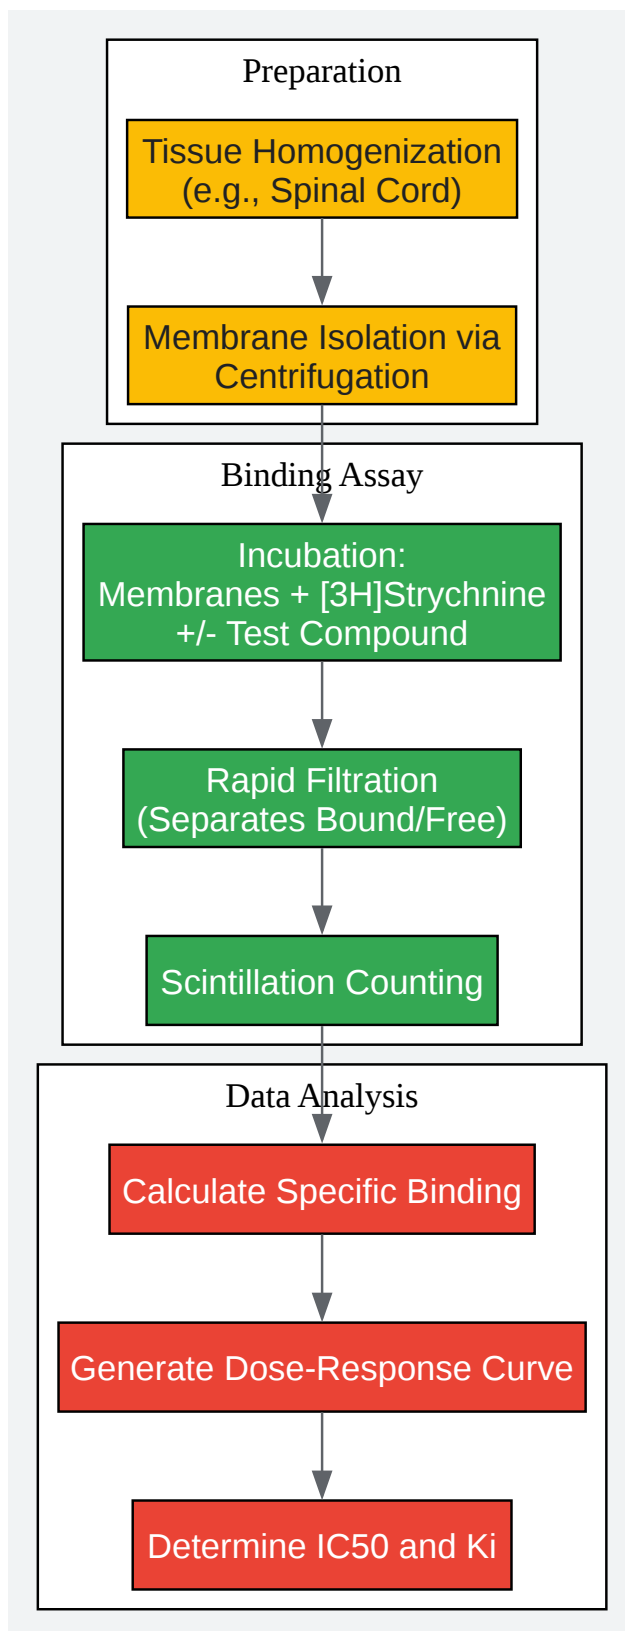 Preparation
Tissue Homogenization
(e.g., Spinal Cord)
Membrane Isolation via
Centrifugation
Binding Assay
Incubation:
Membranes + [3H]Strychnine
+/- Test Compound
Rapid Filtration
(Separates Bound/Free)
Scintillation Counting
Data Analysis
Calculate Specific Binding
Generate Dose-Response Curve
Determine IC50 and Ki